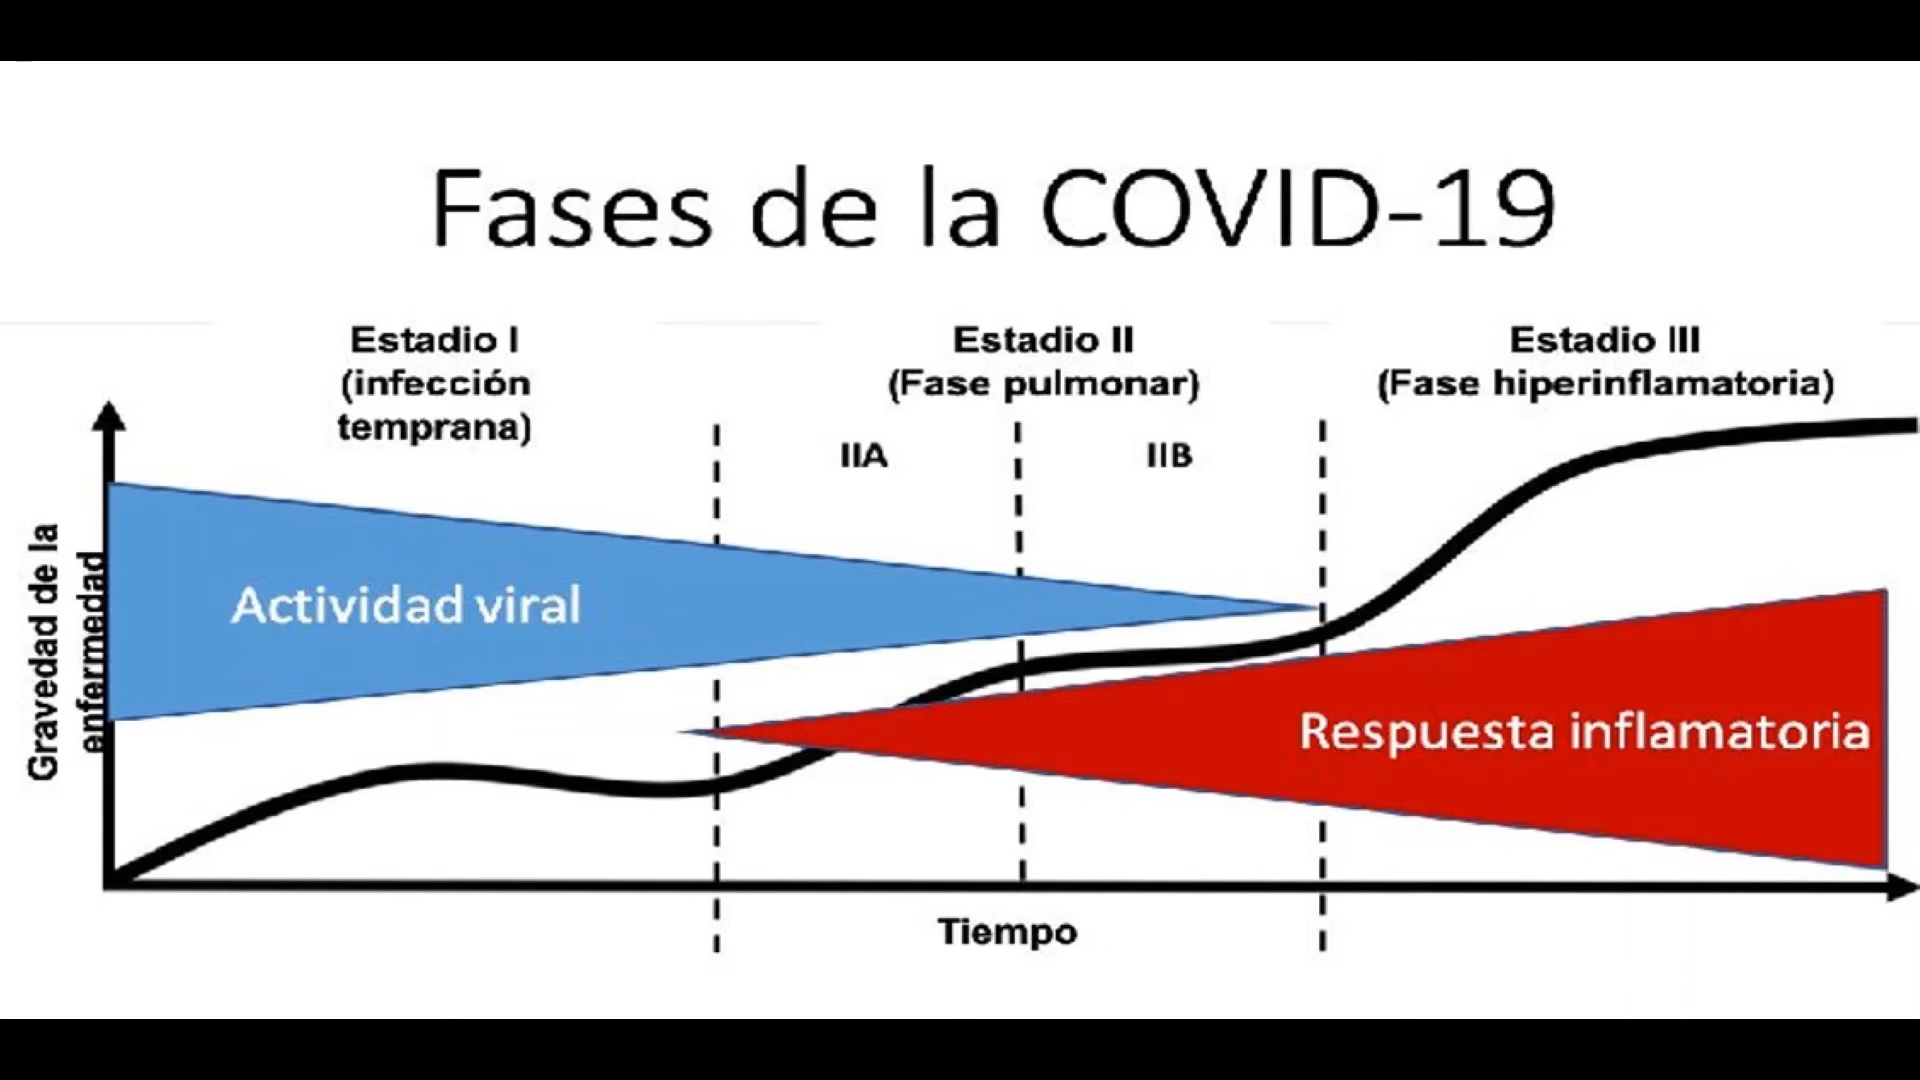 Fases de la COVID-19
Estadio I
(infección
temprana)
Estadio II
(Fase pulmonar)
Estadio III
(Fase hiperinflamatoria)
IIA
IIB
Gravedad de la
enfermedad
Actividad viral
Respuesta inflamatoria
Tiempo